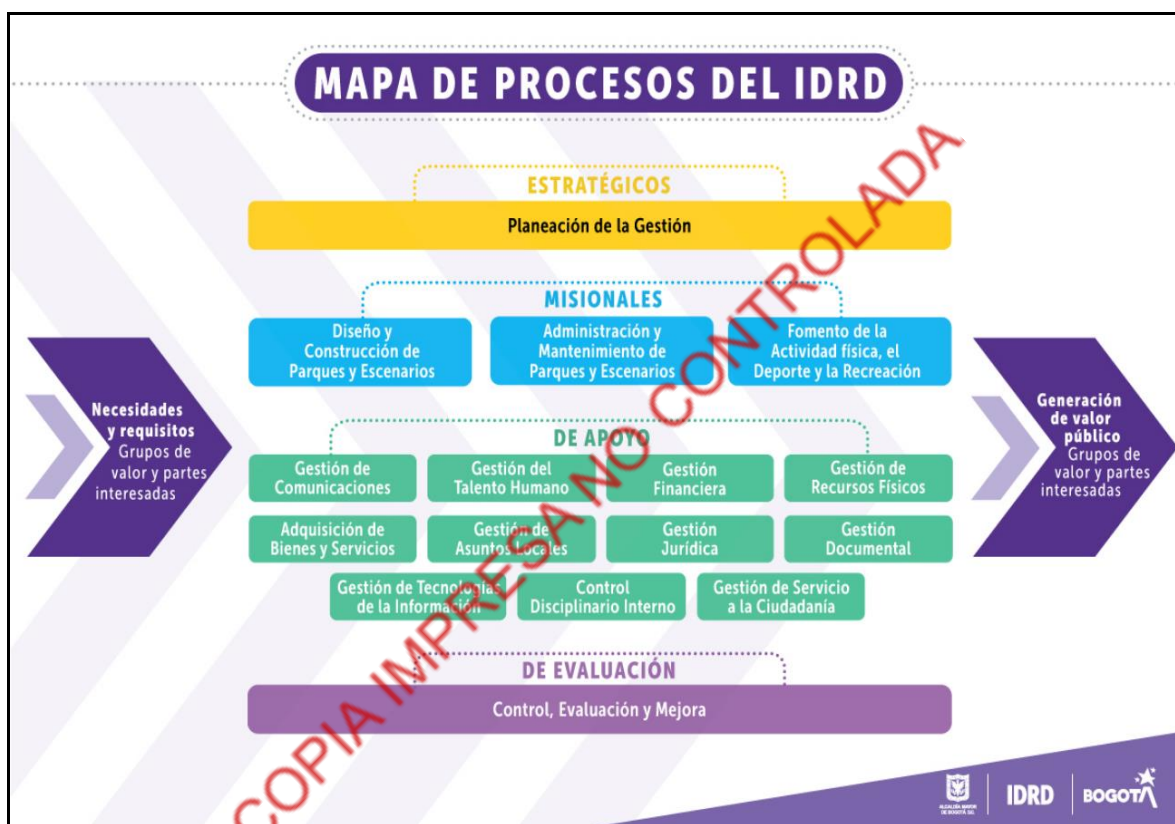 MAPA DE PROCESOS DEL IDRD
ESTRATÉGICOS
Planeación de la Gestión
MISIONALES
Diseño y
Construcción de
Parques y Escenarios
Administración y
Mantenimiento de
Parques y Escenarios
Fomento de la
Actividad física, el
Deporte y la Recreación
Necesidades
y requisitos
Grupos de
valor y partes
interesadas
Generación
de valor
público
Grupos de
valor y partes
interesadas
DE APOYO
Gestión de
Comunicaciones
Gestión del
Talento Humano
Gestión
Financiera
Gestión de
Recursos Físicos
Adquisición de
Bienes y Servicios
Gestión de
Asuntos Locales
Gestión
Jurídica
Gestión
Documental
Gestión de Tecnologías
de la Información
Control
Disciplinario Interno
Gestión de Servicio
a la Ciudadanía
DE EVALUACIÓN
Control, Evaluación y Mejora
COPIA IMPRESA NO CONTROLADA
ALCALDÍA MAYOR
DE BOGOTÁ D.C.
IDRD
BOGOTÁ